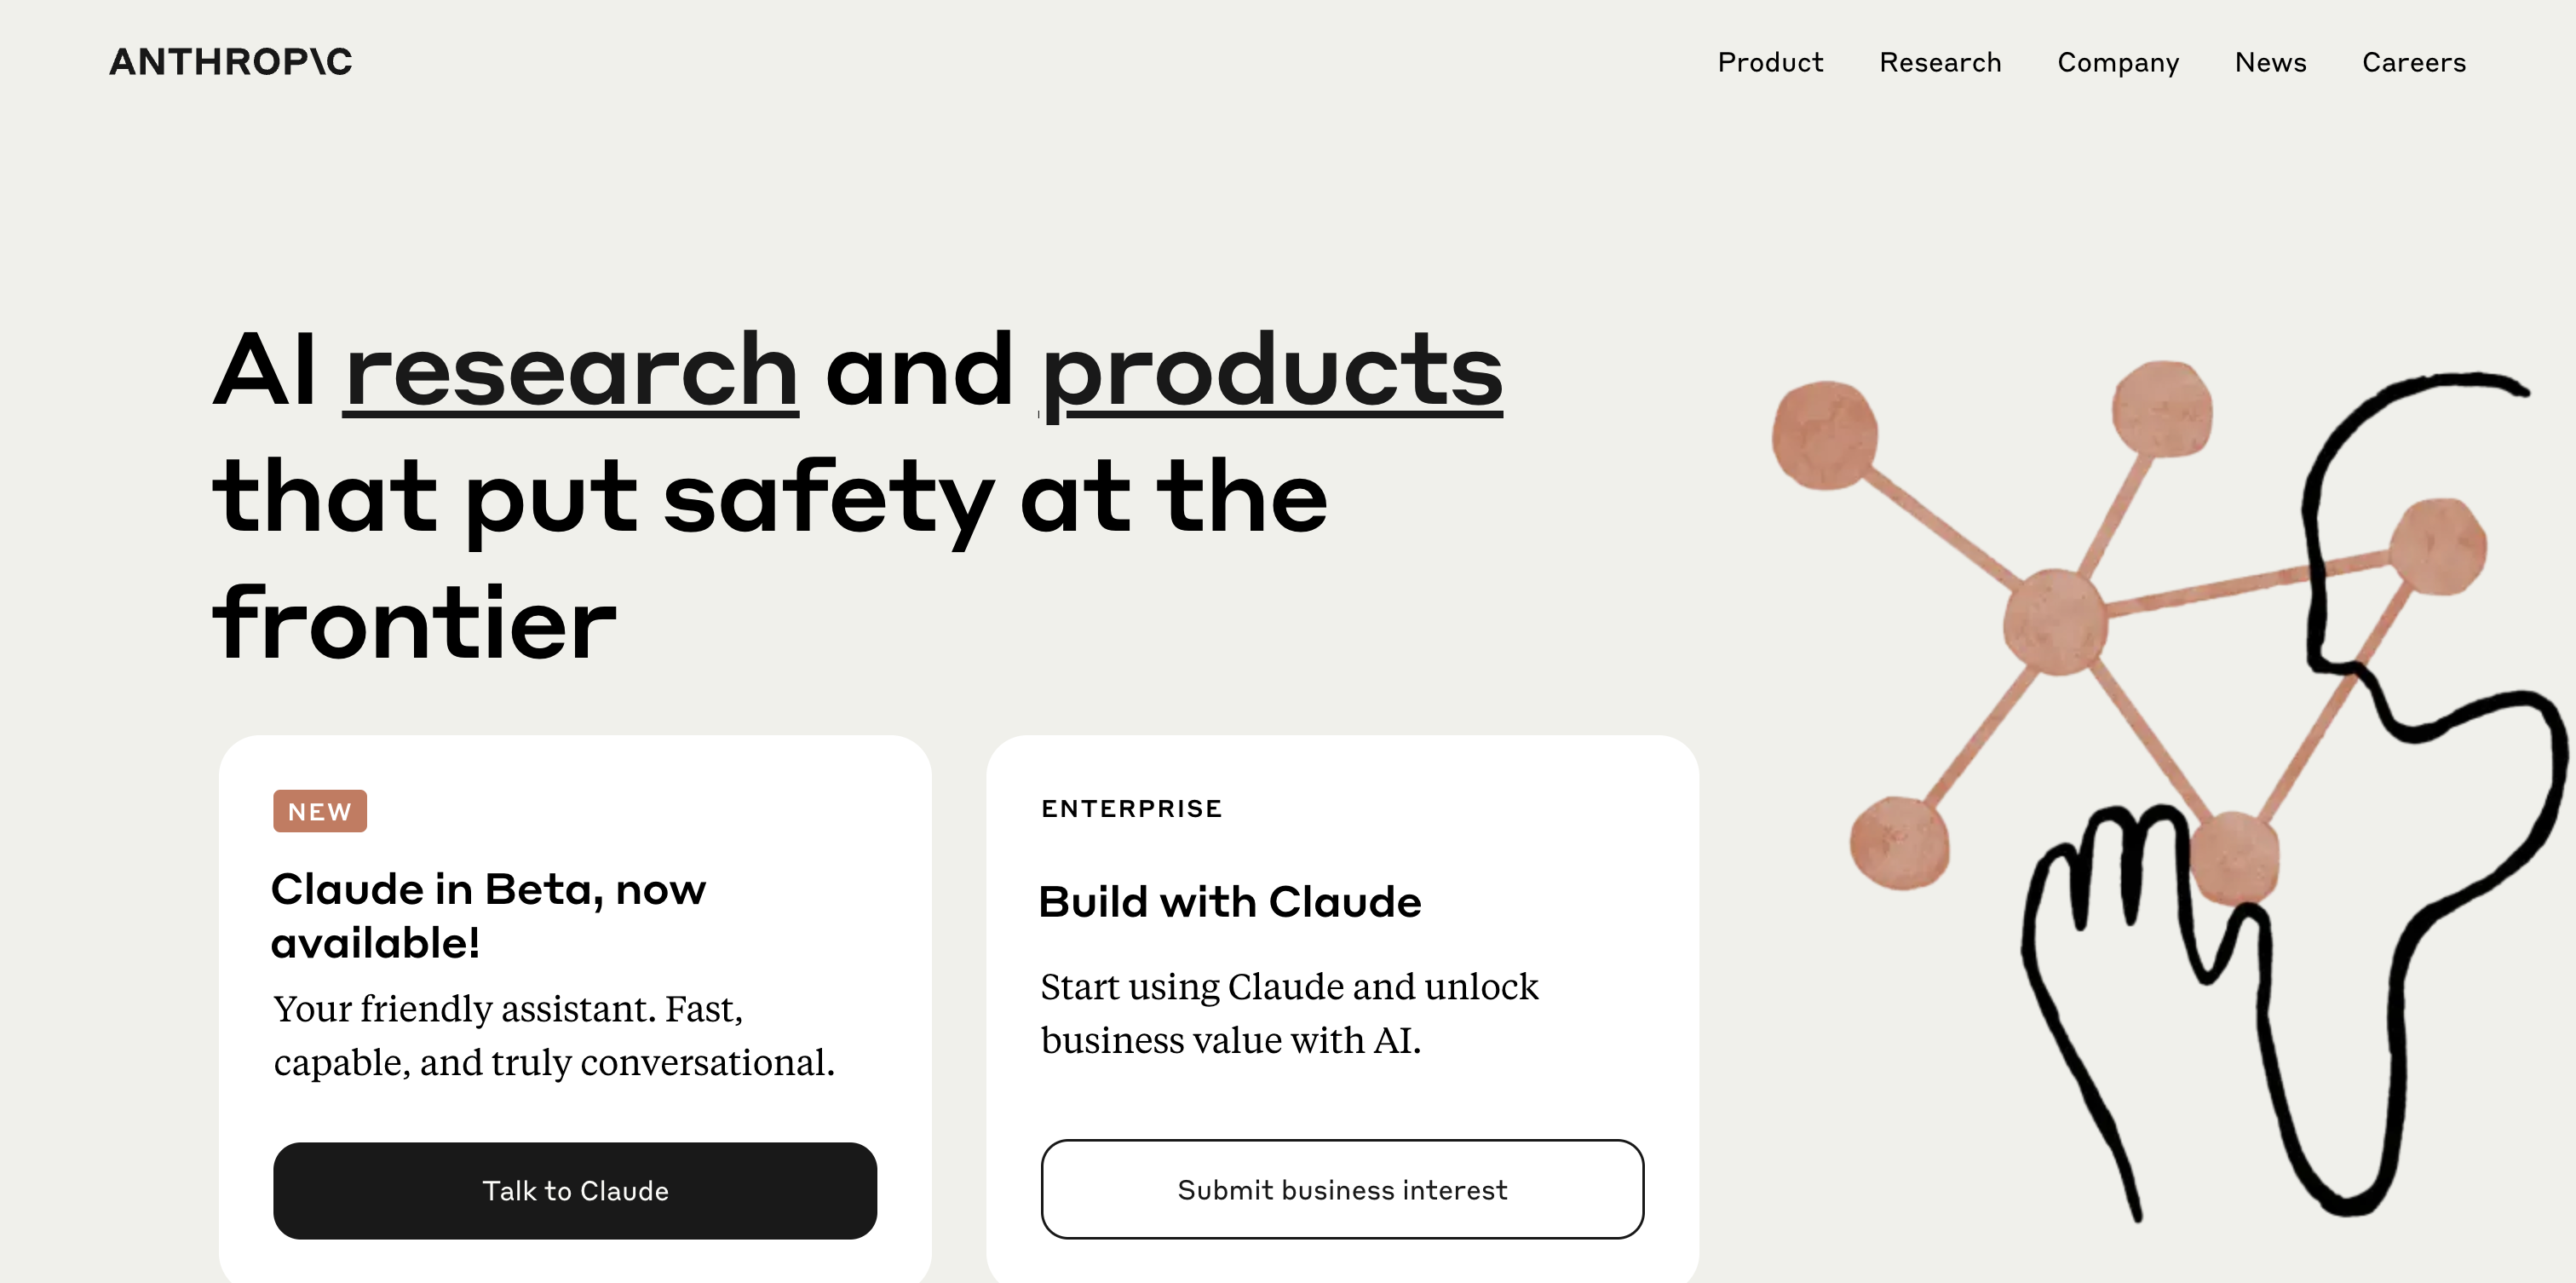 ANTHROP\C
Product Research Company News Careers
AI research and products
that put safety at the
frontier
NEW
Claude in Beta, now
available!
Your friendly assistant. Fast,
capable, and truly conversational.
Talk to Claude
ENTERPRISE
Build with Claude
Start using Claude and unlock
business value with AI.
Submit business interest